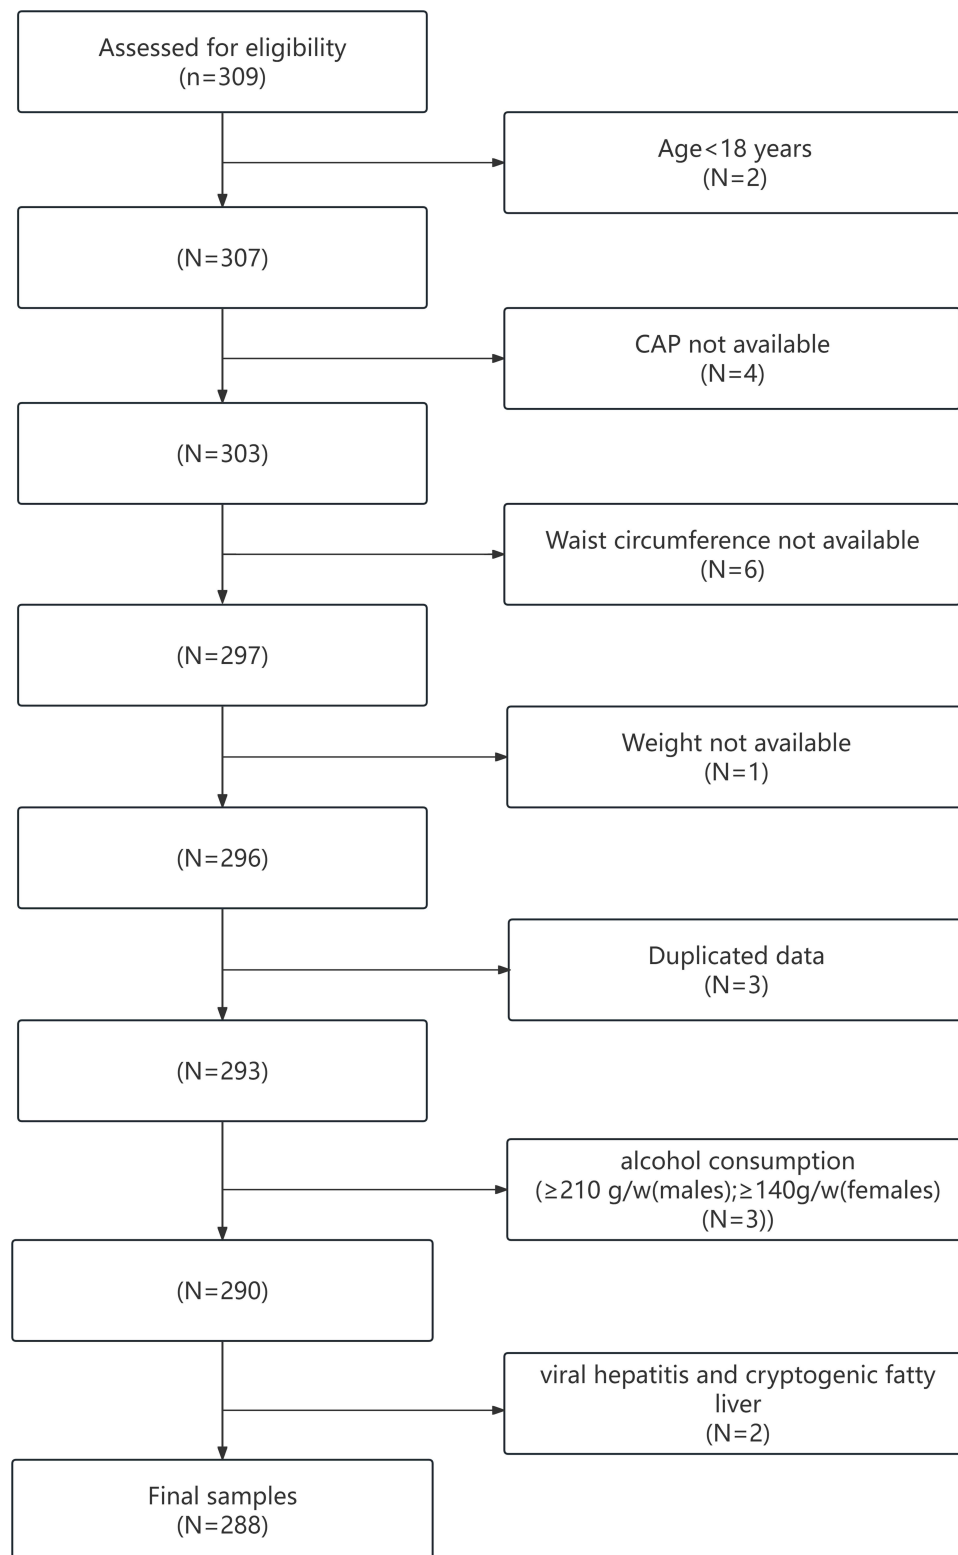 Assessed for eligibility
(n=309)
Age<18 years
(N=2)
(N=307)
CAP not available
(N=4)
(N=303)
Waist circumference not available
(N=6)
(N=297)
Weight not available
(N=1)
(N=296)
Duplicated data
(N=3)
(N=293)
alcohol consumption
(≥210 g/w(males);≥140g/w(females)
(N=3))
(N=290)
viral hepatitis and cryptogenic fatty
liver
(N=2)
Final samples
(N=288)